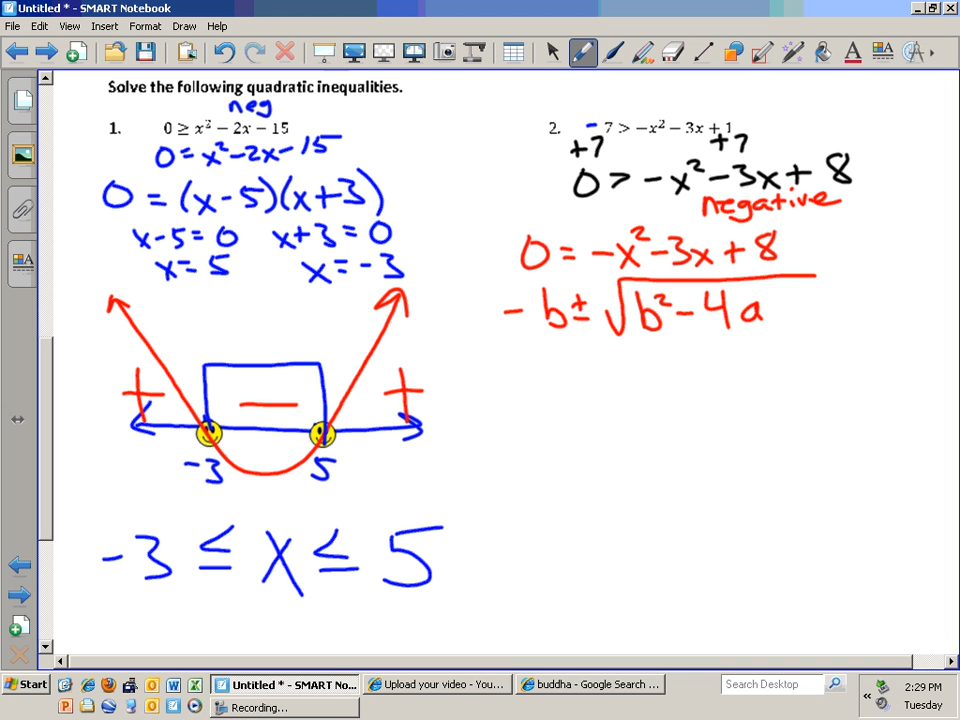 Untitled * - SMART Notebook
File Edit View Insert Format Draw Help
Solve the following quadratic inequalities.
neg
1. 0 ≥ x² − 2x − 15
0 = x² - 2x - 15
0 = (x - 5)(x + 3)
x - 5 = 0 x + 3 = 0
x = 5 x = -3
+ − +
-3 5
-3 ≤ x ≤ 5
2. -7 > −x² − 3x + 1
+7 +7
0 > -x² - 3x + 8
negative
0 = -x² - 3x + 8
- b ± √b² - 4a
Start
Untitled * - SMART No...
Upload your video - You...
buddha - Google Search ...
Recording...
Search Desktop
2:29 PM
Tuesday